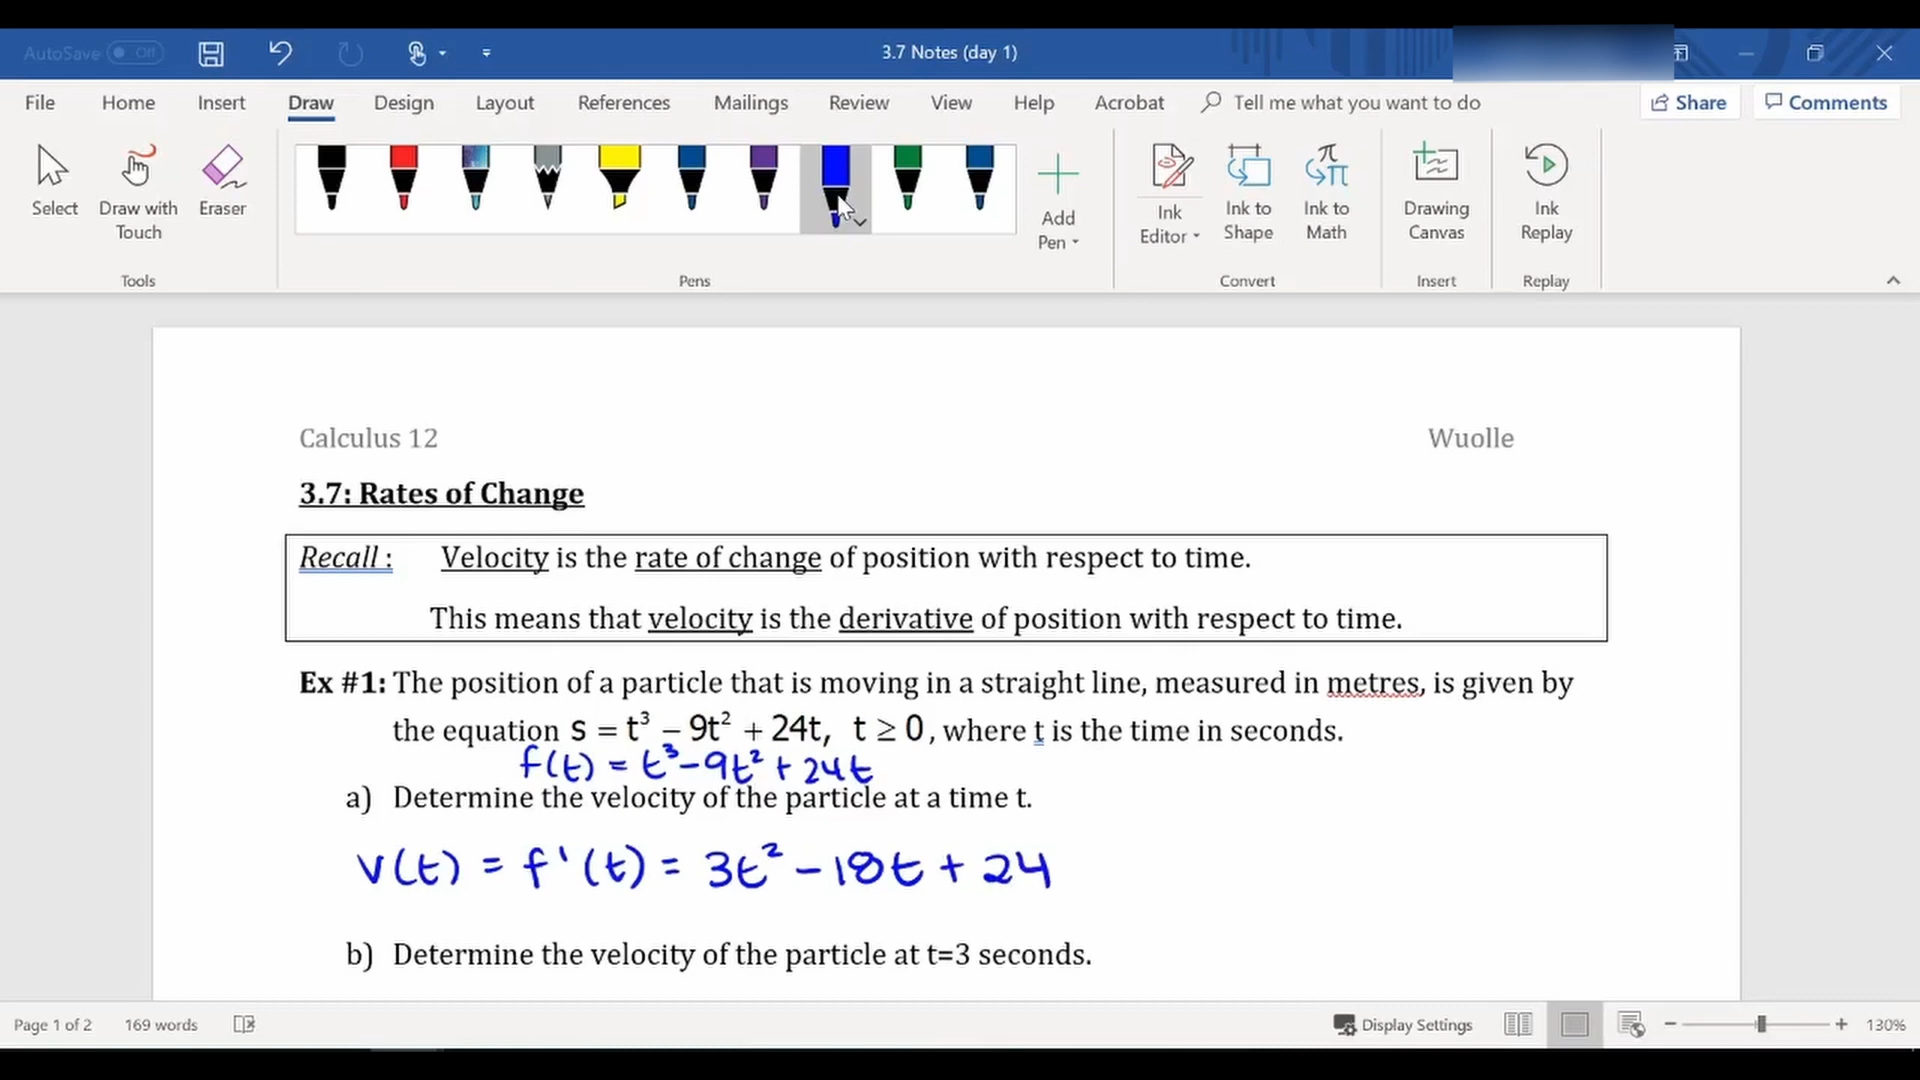 AutoSave Off
3.7 Notes (day 1)
File Home Insert Draw Design Layout References Mailings Review View Help Acrobat Tell me what you want to do Share Comments
Select
Draw with Touch
Eraser
Add Pen
Ink Editor
Ink to Shape
Ink to Math
Drawing Canvas
Ink Replay
Tools Pens Convert Insert Replay
Calculus 12 Wuolle
3.7: Rates of Change
Recall : Velocity is the rate of change of position with respect to time.
This means that velocity is the derivative of position with respect to time.
Ex #1: The position of a particle that is moving in a straight line, measured in metres, is given by
the equation s = t³ − 9t² + 24t, t ≥ 0, where t is the time in seconds.
f(t) = t³ − 9t² + 24t
a) Determine the velocity of the particle at a time t.
v(t) = f'(t) = 3t² − 18t + 24
b) Determine the velocity of the particle at t=3 seconds.
Page 1 of 2 169 words Display Settings 130%